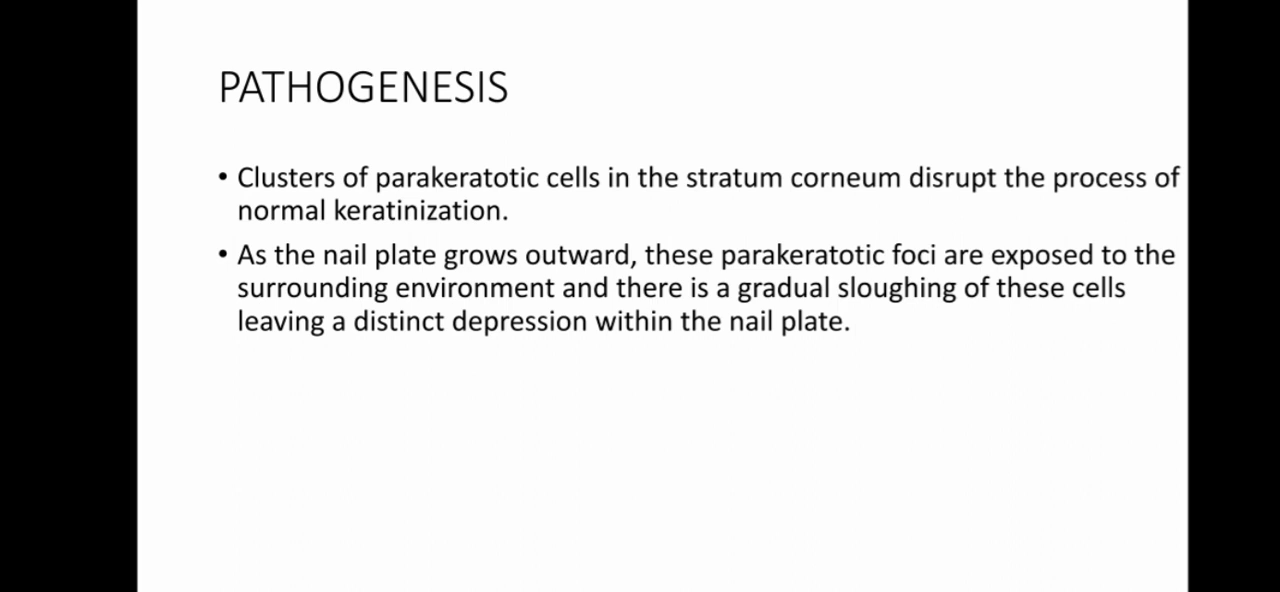 PATHOGENESIS
• Clusters of parakeratotic cells in the stratum corneum disrupt the process of
normal keratinization.
• As the nail plate grows outward, these parakeratotic foci are exposed to the
surrounding environment and there is a gradual sloughing of these cells
leaving a distinct depression within the nail plate.